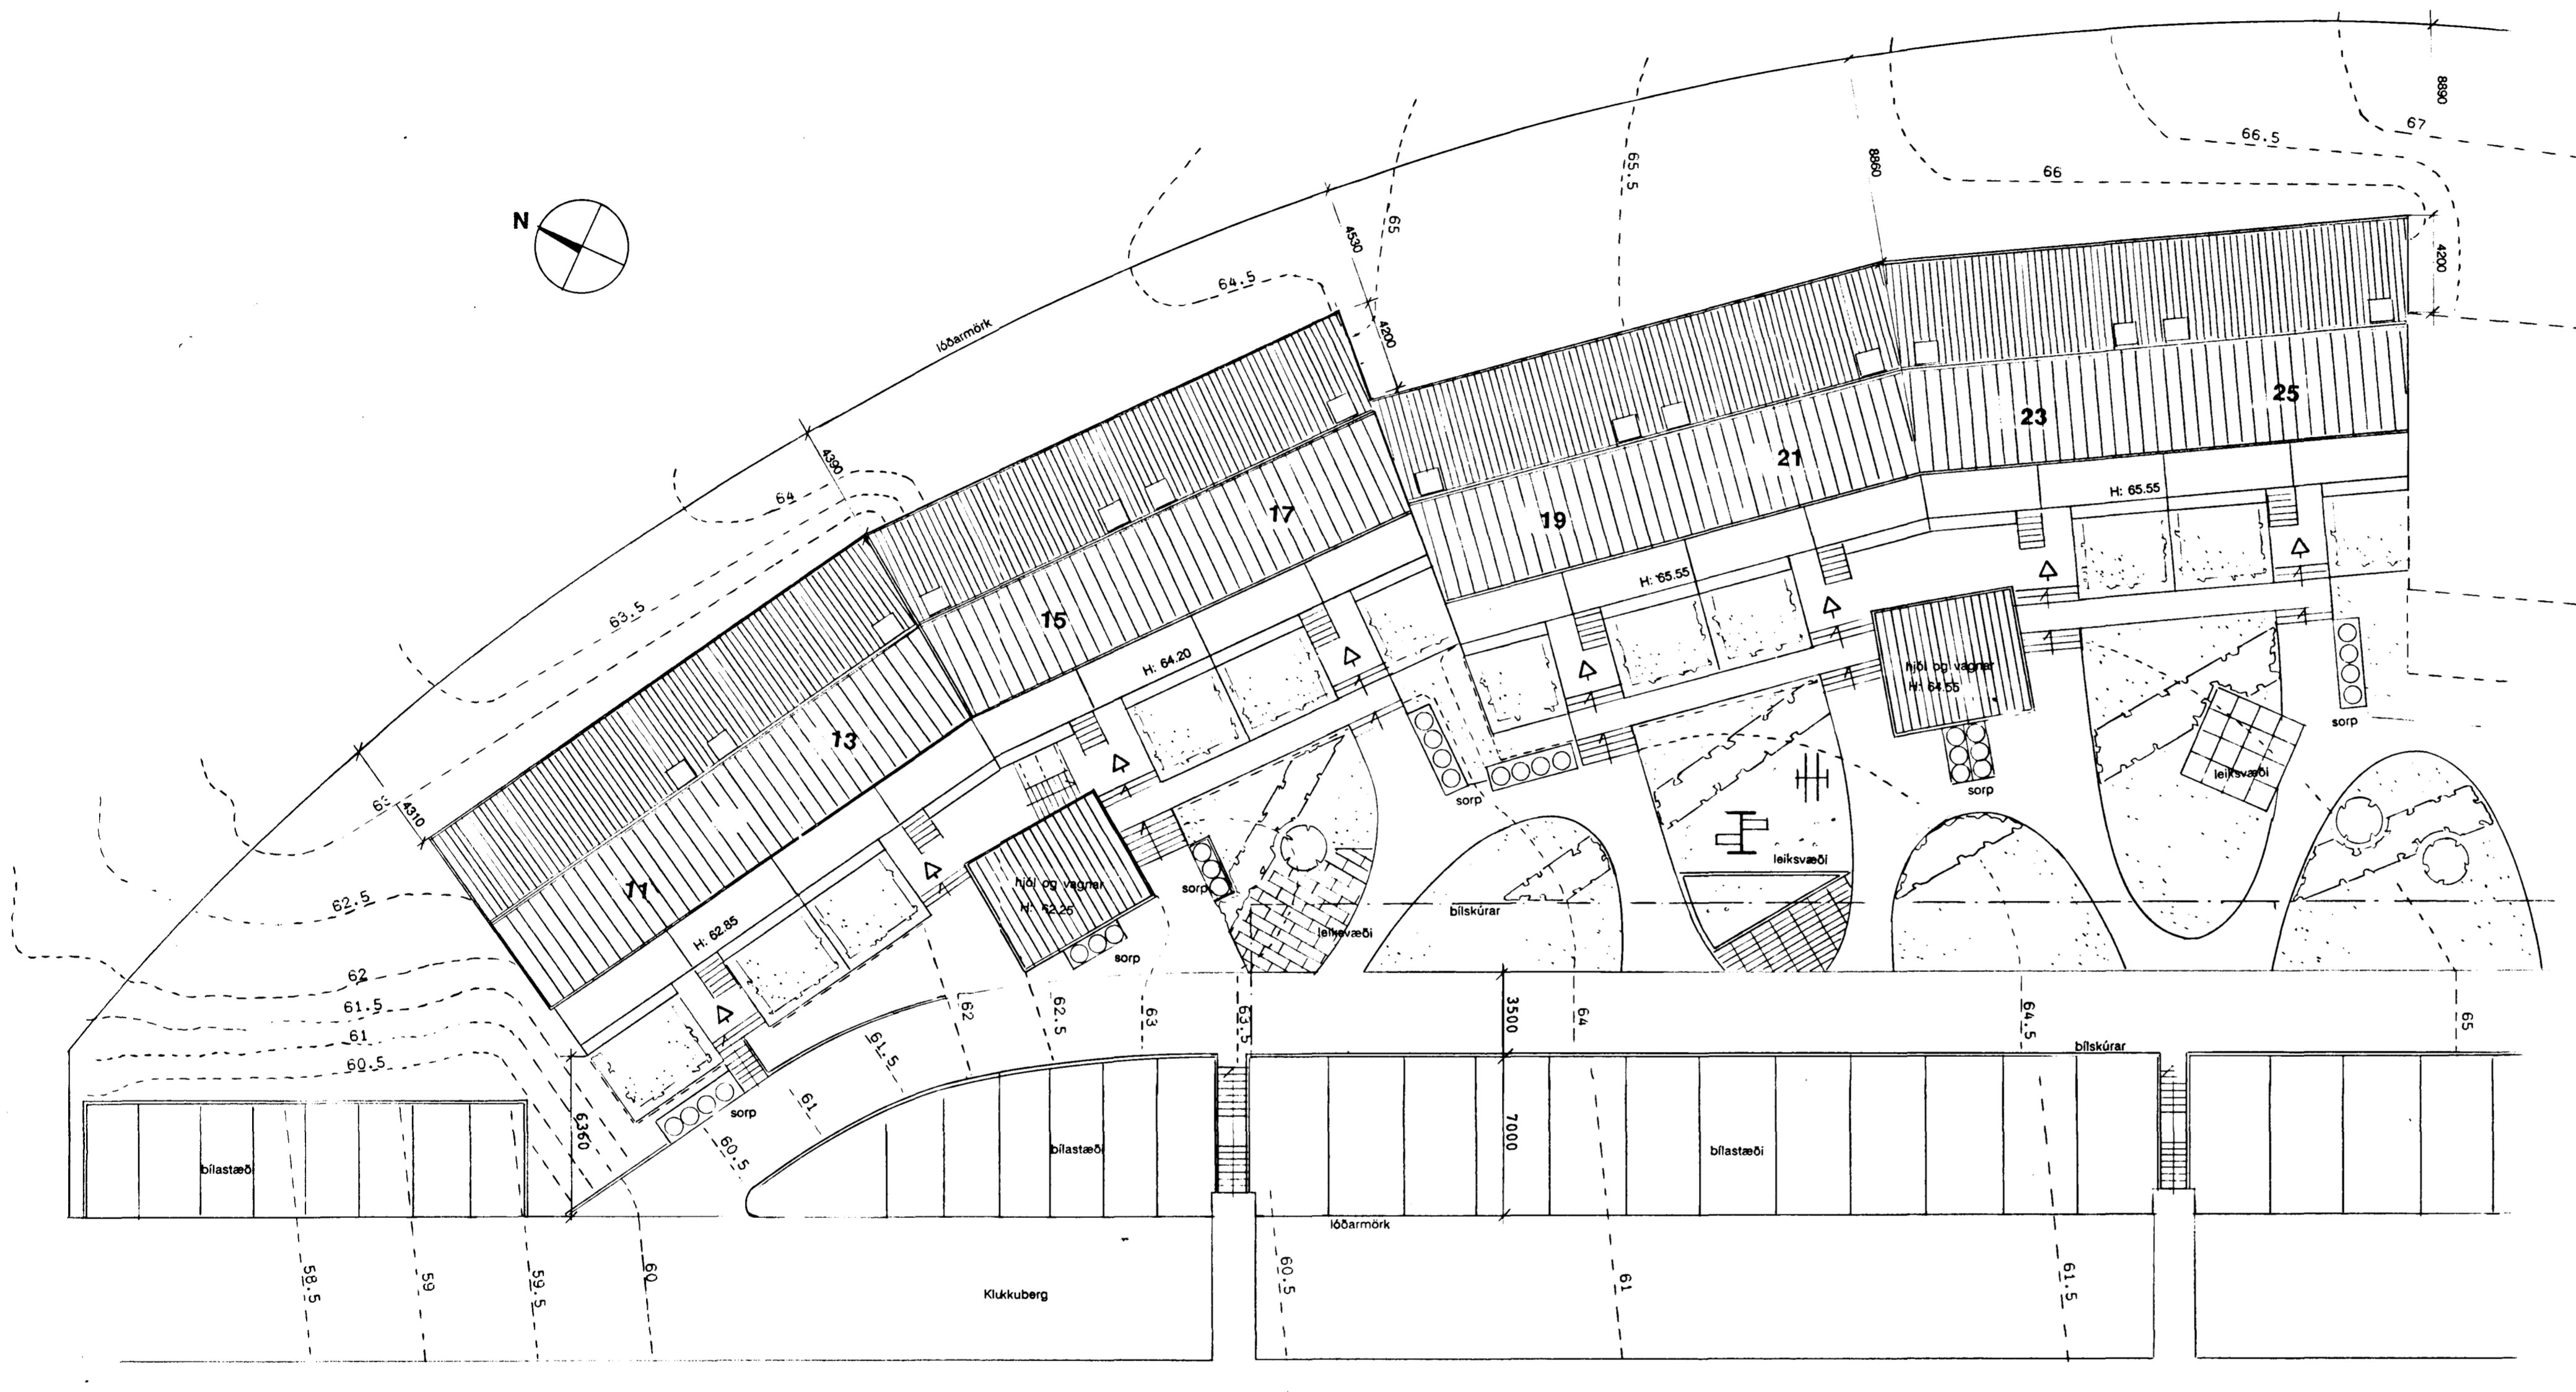 8890
67
66.5
66
8860
65.5
65
4530
4200
4200
N
64.5
lóðarmörk
4390
64
63.5
63
4310
25
23
21
19
17
15
13
11
H: 65.55
H: 65.55
H: 64.20
H: 62.85
hjól og vagnar
H: 64.55
hjól og vagnar
H: 62.25
sorp
sorp
sorp
sorp
sorp
sorp
leiksvæði
leiksvæði
leiksvæði
bílskúrar
62.5
62
61.5
61
60.5
62
62.5
63
63.5
64
64.5
65
61.5
61
60.5
3500
bílskúrar
6360
7000
bílastæði
bílastæði
bílastæði
lóðarmörk
58.5
59
59.5
60
60.5
61
61.5
Klukkuberg